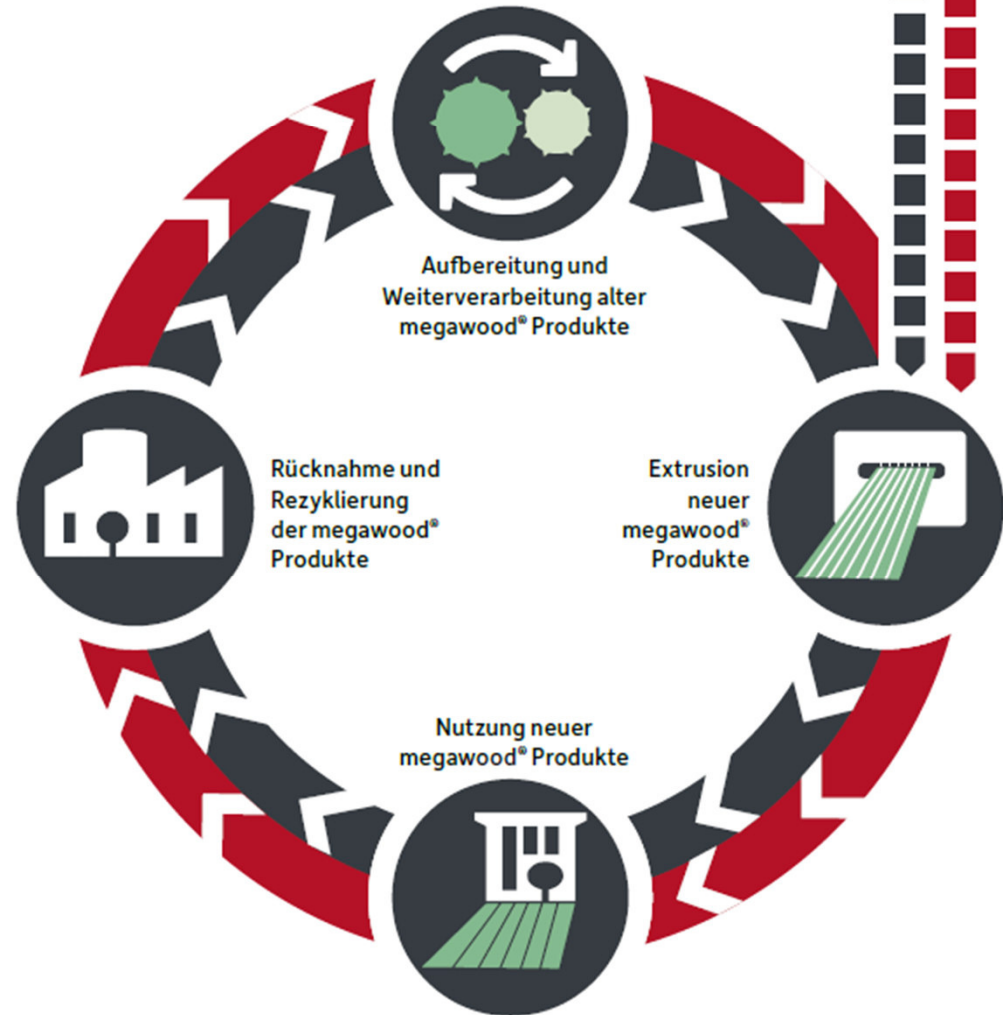 Aufbereitung und
Weiterverarbeitung alter
megawood® Produkte
Rücknahme und
Rezyklierung
der megawood®
Produkte
Extrusion
neuer
megawood®
Produkte
Nutzung neuer
megawood® Produkte